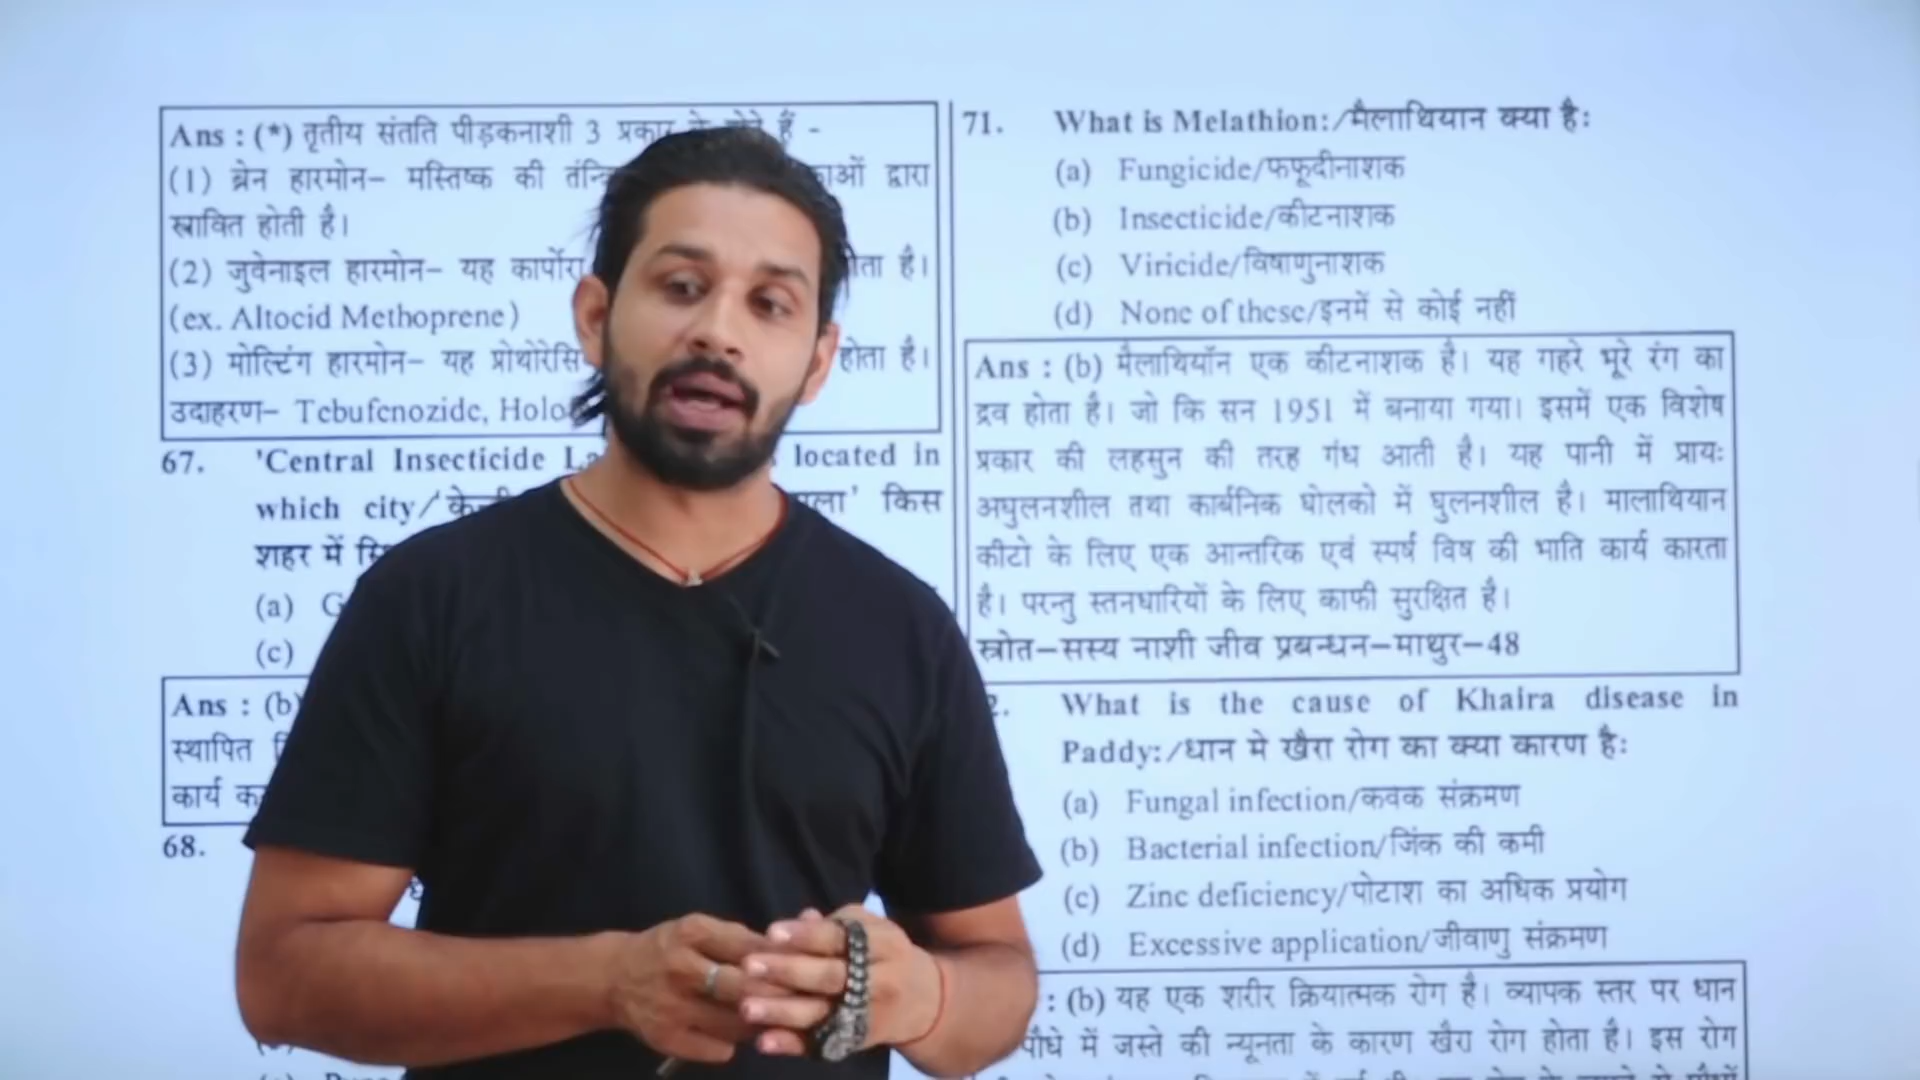 Ans : (*) तृतीय संतति पीड़कनाशी 3 प्रकार के होते हैं -
(1) ब्रेन हारमोन– मस्तिष्क की द्वारा
स्त्रावित होती है।
(2) जुवेनाइल हारमोन– यह होता है।
(ex. Altocid Methoprene)
(3) मोल्टिंग हारमोन– यह होता है।
उदाहरण– Tebufenozide,
67. 'Central Insecticide located in
which city/ किस
शहर में
(a)
(c)
Ans : (b)
स्थापित
कार्य
68.
71. What is Melathion:/मैलाथियान क्या है:
(a) Fungicide/फफूदीनाशक
(b) Insecticide/कीटनाशक
(c) Viricide/विषाणुनाशक
(d) None of these/इनमें से कोई नहीं
Ans : (b) मैलाथियॉन एक कीटनाशक है। यह गहरे भूरे रंग का
द्रव होता है। जो कि सन 1951 में बनाया गया। इसमें एक विशेष
प्रकार की लहसुन की तरह गंध आती है। यह पानी में प्रायः
अघुलनशील तथा कार्बनिक घोलको में घुलनशील है। मालाथियान
कीटो के लिए एक आन्तरिक एवं स्पर्ष विष की भाति कार्य कारता
है। परन्तु स्तनधारियों के लिए काफी सुरक्षित है।
स्त्रोत–सस्य नाशी जीव प्रबन्धन–माथुर–48
2. What is the cause of Khaira disease in
Paddy:/धान मे खैरा रोग का क्या कारण है:
(a) Fungal infection/कवक संक्रमण
(b) Bacterial infection/जिंक की कमी
(c) Zinc deficiency/पोटाश का अधिक प्रयोग
(d) Excessive application/जीवाणु संक्रमण
: (b) यह एक शरीर क्रियात्मक रोग है। व्यापक स्तर पर धान
पौधे में जस्ते की न्यूनता के कारण खैरा रोग होता है। इस रोग